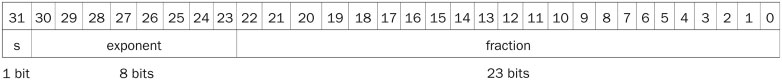 31 30 29 28 27 26 25 24 23 22 21 20 19 18 17 16 15 14 13 12 11 10 9 8 7 6 5 4 3 2 1 0
s exponent fraction
1 bit 8 bits 23 bits